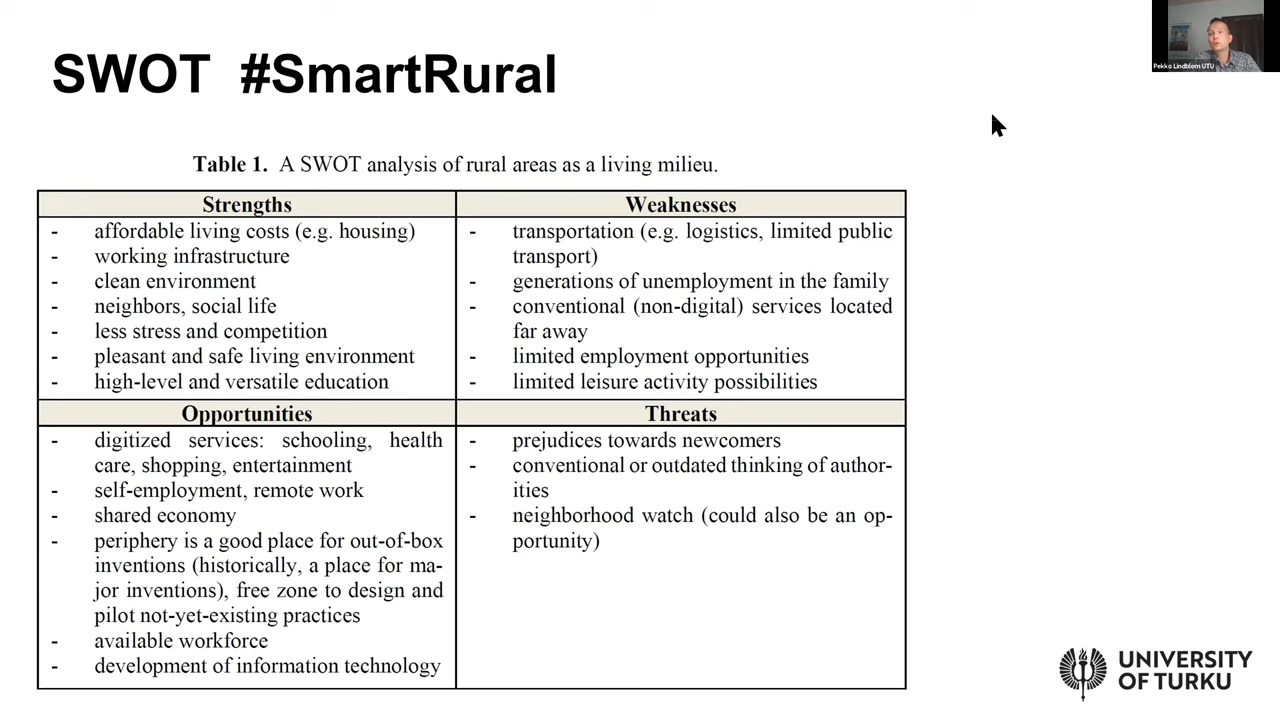 SWOT #SmartRural
Pekko Lindblom UTU
Table 1. A SWOT analysis of rural areas as a living milieu.
Strengths
- affordable living costs (e.g. housing)
- working infrastructure
- clean environment
- neighbors, social life
- less stress and competition
- pleasant and safe living environment
- high-level and versatile education
Weaknesses
- transportation (e.g. logistics, limited public
transport)
- generations of unemployment in the family
- conventional (non-digital) services located
far away
- limited employment opportunities
- limited leisure activity possibilities
Opportunities
- digitized services: schooling, health
care, shopping, entertainment
- self-employment, remote work
- shared economy
- periphery is a good place for out-of-box
inventions (historically, a place for ma-
jor inventions), free zone to design and
pilot not-yet-existing practices
- available workforce
- development of information technology
Threats
- prejudices towards newcomers
- conventional or outdated thinking of author-
ities
- neighborhood watch (could also be an op-
portunity)
UNIVERSITY
OF TURKU